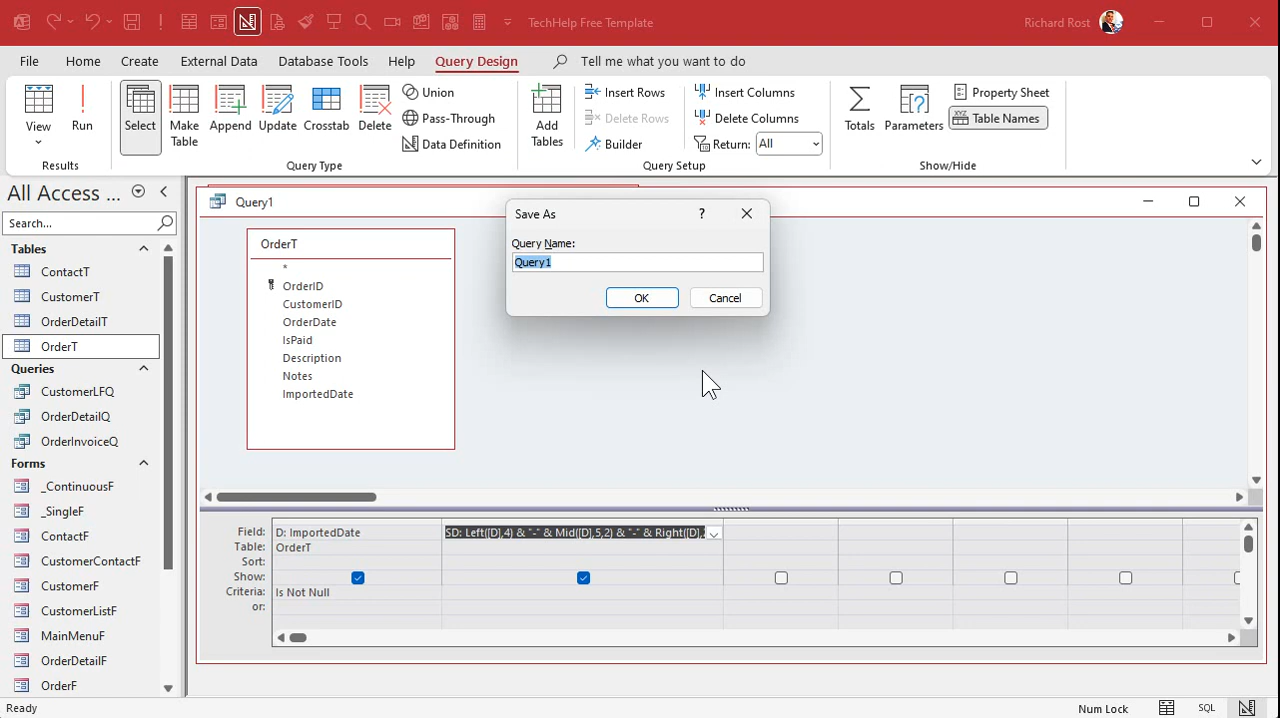 TechHelp Free Template
Richard Rost
File
Home
Create
External Data
Database Tools
Help
Query Design
Tell me what you want to do
View
Run
Results
Select
Make Table
Append
Update
Crosstab
Delete
Union
Pass-Through
Data Definition
Query Type
Add Tables
Insert Rows
Delete Rows
Builder
Insert Columns
Delete Columns
Return: All
Query Setup
Totals
Parameters
Property Sheet
Table Names
Show/Hide
All Access ...
Search...
Tables
ContactT
CustomerT
OrderDetailT
OrderT
Queries
CustomerLFQ
OrderDetailQ
OrderInvoiceQ
Forms
_ContinuousF
_SingleF
ContactF
CustomerContactF
CustomerF
CustomerListF
MainMenuF
OrderDetailF
OrderF
Query1
OrderT
*
OrderID
CustomerID
OrderDate
IsPaid
Description
Notes
ImportedDate
Save As
?
Query Name:
Query1
OK
Cancel
Field: D: ImportedDate SD: Left([D],4) & "-" & Mid([D],5,2) & "-" & Right([D],
Table: OrderT
Sort:
Show:
Criteria: Is Not Null
or:
Ready
Num Lock
SQL